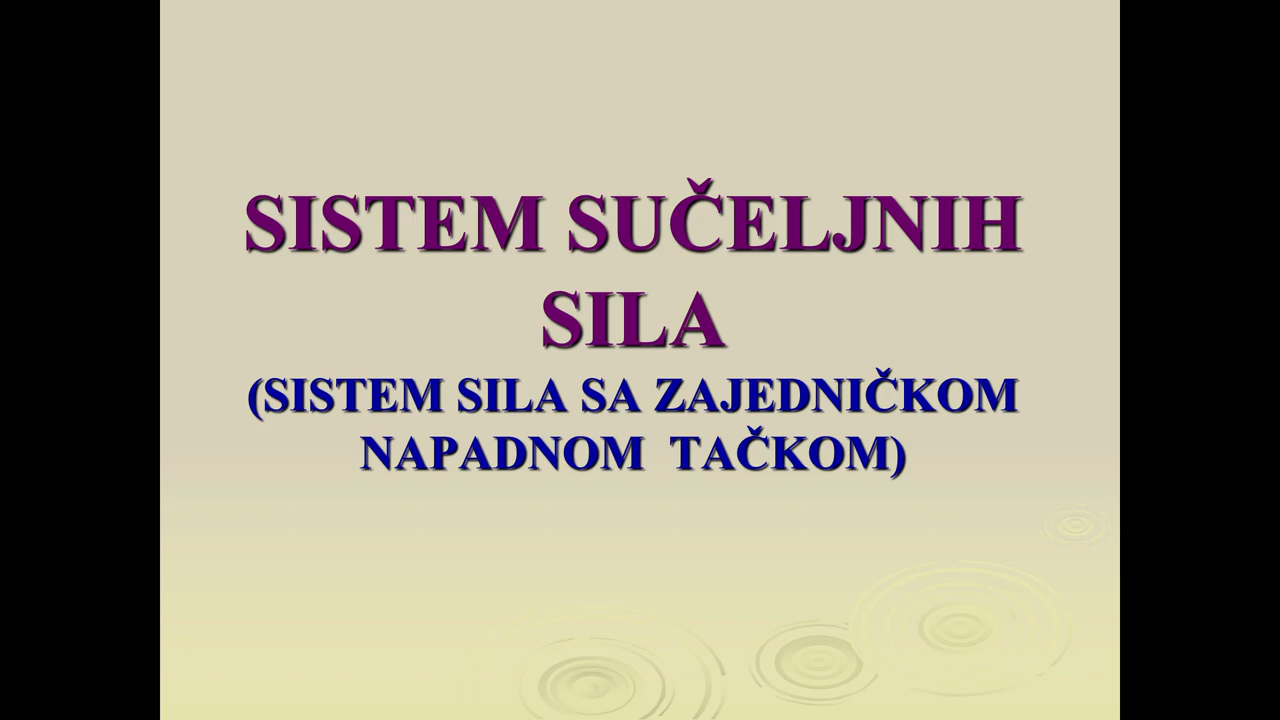 SISTEM SUČELJNIH
SILA
(SISTEM SILA SA ZAJEDNIČKOM
NAPADNOM TAČKOM)